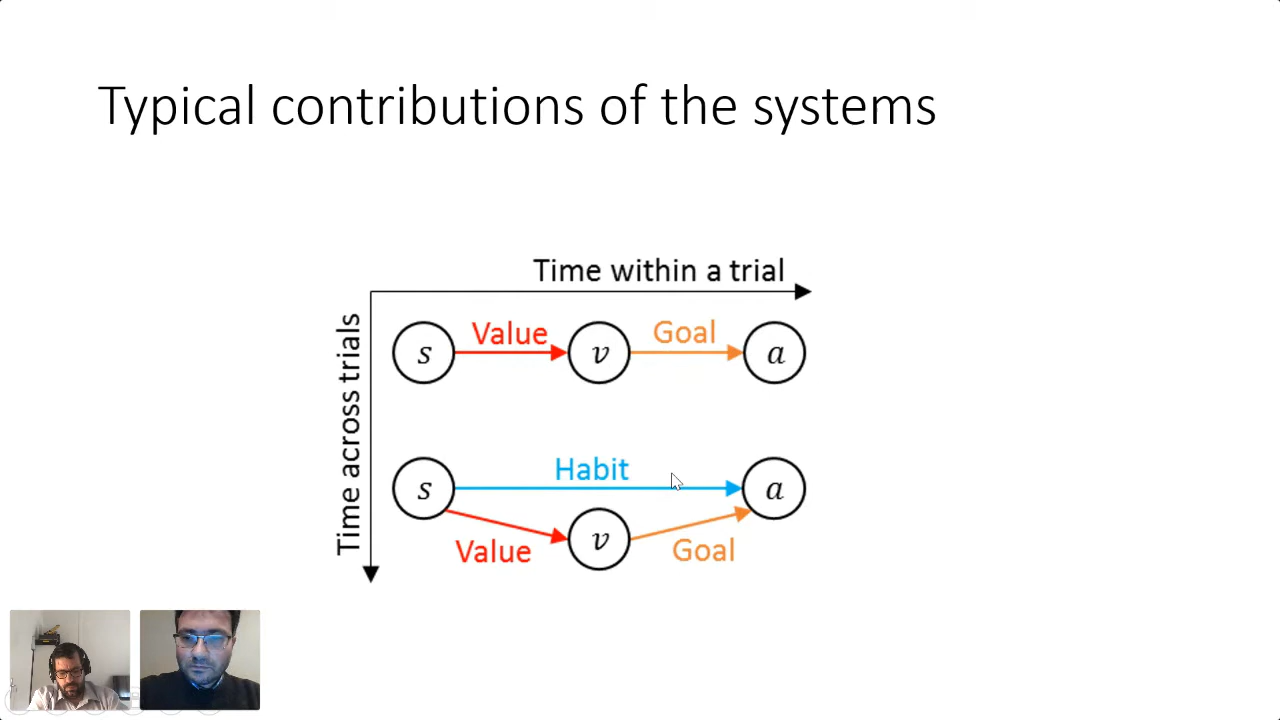 Typical contributions of the systems
Time within a trial
Time across trials
s Value v Goal a
Habit
s a
Value v Goal